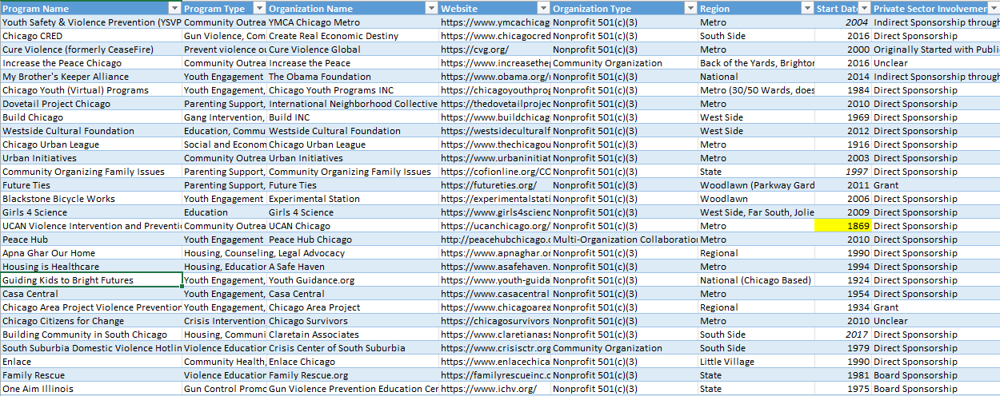 Program Name Program Type Organization Name Website Organization Type Region Start Dat Private Sector Involvemen
Youth Safety & Violence Prevention (YSVP Community Outrea YMCA Chicago Metro https://www.ymcachicag Nonprofit 501(c)(3) Metro 2004 Indirect Sponsorship through
Chicago CRED Gun Violence, Com Create Real Economic Destiny https://www.chicagocred Nonprofit 501(c)(3) South Side 2016 Direct Sponsorship
Cure Violence (formerly CeaseFire) Prevent violence ou Cure Violence Global https://cvg.org/ Nonprofit 501(c)(3) Metro 2000 Originally Started with Publi
Increase the Peace Chicago Community Outrea Increase the Peace https://www.increasethep Community Organization Back of the Yards, Brighton 2016 Unclear
My Brother's Keeper Alliance Youth Engagement The Obama Foundation https://www.obama.org/ Nonprofit 501(c)(3) National 2014 Indirect Sponsorship through
Chicago Youth (Virtual) Programs Youth Engagement, Chicago Youth Programs INC https://chicagoyouthprog Nonprofit 501(c)(3) Metro (30/50 Wards, does 1984 Direct Sponsorship
Dovetail Project Chicago Parenting Support, International Neighborhood Collective https://thedovetailprojec Nonprofit 501(c)(3) Metro 2010 Direct Sponsorship
Build Chicago Gang Intervention, Build INC https://www.buildchicag Nonprofit 501(c)(3) West Side 1969 Direct Sponsorship
Westside Cultural Foundation Education, Commu Westside Cultural Foundation https://westsideculturalf Nonprofit 501(c)(3) West Side 2012 Direct Sponsorship
Chicago Urban League Social and Econom Chicago Urban League https://www.thechicagou Nonprofit 501(c)(3) Metro 1916 Direct Sponsorship
Urban Initiatives Community Outrea Urban Initiatives https://www.urbaninitiat Nonprofit 501(c)(3) Metro 2003 Direct Sponsorship
Community Organizing Family Issues Parenting Support, Community Organizing Family Issues https://cofionline.org/CO Nonprofit 501(c)(3) State 1997 Direct Sponsorship
Future Ties Parenting Support, Future Ties https://futureties.org/ Nonprofit 501(c)(3) Woodlawn (Parkway Gard 2011 Grant
Blackstone Bicycle Works Youth Engagement Experimental Station https://experimentalstati Nonprofit 501(c)(3) Woodlawn 2006 Direct Sponsorship
Girls 4 Science Education Girls 4 Science https://www.girls4scienc Nonprofit 501(c)(3) West Side, Far South, Jolie 2009 Direct Sponsorship
UCAN Violence Intervention and Preventi Community Outrea UCAN Chicago https://ucanchicago.org/ Nonprofit 501(c)(3) Metro 1869 Direct Sponsorship
Peace Hub Youth Engagement Peace Hub Chicago http://peacehubchicago.o Multi-Organization Collaboration Metro 2010 Direct Sponsorship
Apna Ghar Our Home Housing, Counseling, Legal Advocacy https://www.apnaghar.or Nonprofit 501(c)(3) Regional 1990 Direct Sponsorship
Housing is Healthcare Housing, Education A Safe Haven https://www.asafehaven. Nonprofit 501(c)(3) Metro 1994 Direct Sponsorship
Guiding Kids to Bright Futures Youth Engagement, Youth Guidance.org https://www.youth-guida Nonprofit 501(c)(3) National (Chicago Based) 1924 Direct Sponsorship
Casa Central Youth Engagement, Casa Central https://www.casacentral Nonprofit 501(c)(3) Metro 1954 Direct Sponsorship
Chicago Area Project Violence Prevention Youth Engagement, Chicago Area Project https://www.chicagoarea Nonprofit 501(c)(3) Regional 1934 Grant
Chicago Citizens for Change Crisis Intervention, Chicago Survivors https://chicagosurvivors Nonprofit 501(c)(3) Metro 2010 Unclear
Building Community in South Chicago Housing, Communi Claretain Associates https://www.claretianass Nonprofit 501(c)(3) South Side 2017 Direct Sponsorship
South Suburbia Domestic Violence Hotlin Violence Education Crisis Center of South Suburbia https://www.crisisctr.org Community Organization South Side 1979 Direct Sponsorship
Enlace Community Health, Enlace Chicago https://www.enlacechica Nonprofit 501(c)(3) Little Village 1990 Direct Sponsorship
Family Rescue Violence Education Family Rescue.org https://familyrescueinc.c Nonprofit 501(c)(3) State 1981 Board Sponsorship
One Aim Illinois Gun Control Promo Gun Violence Prevention Education Cen https://www.ichv.org/ Nonprofit 501(c)(3) State 1975 Board Sponsorship